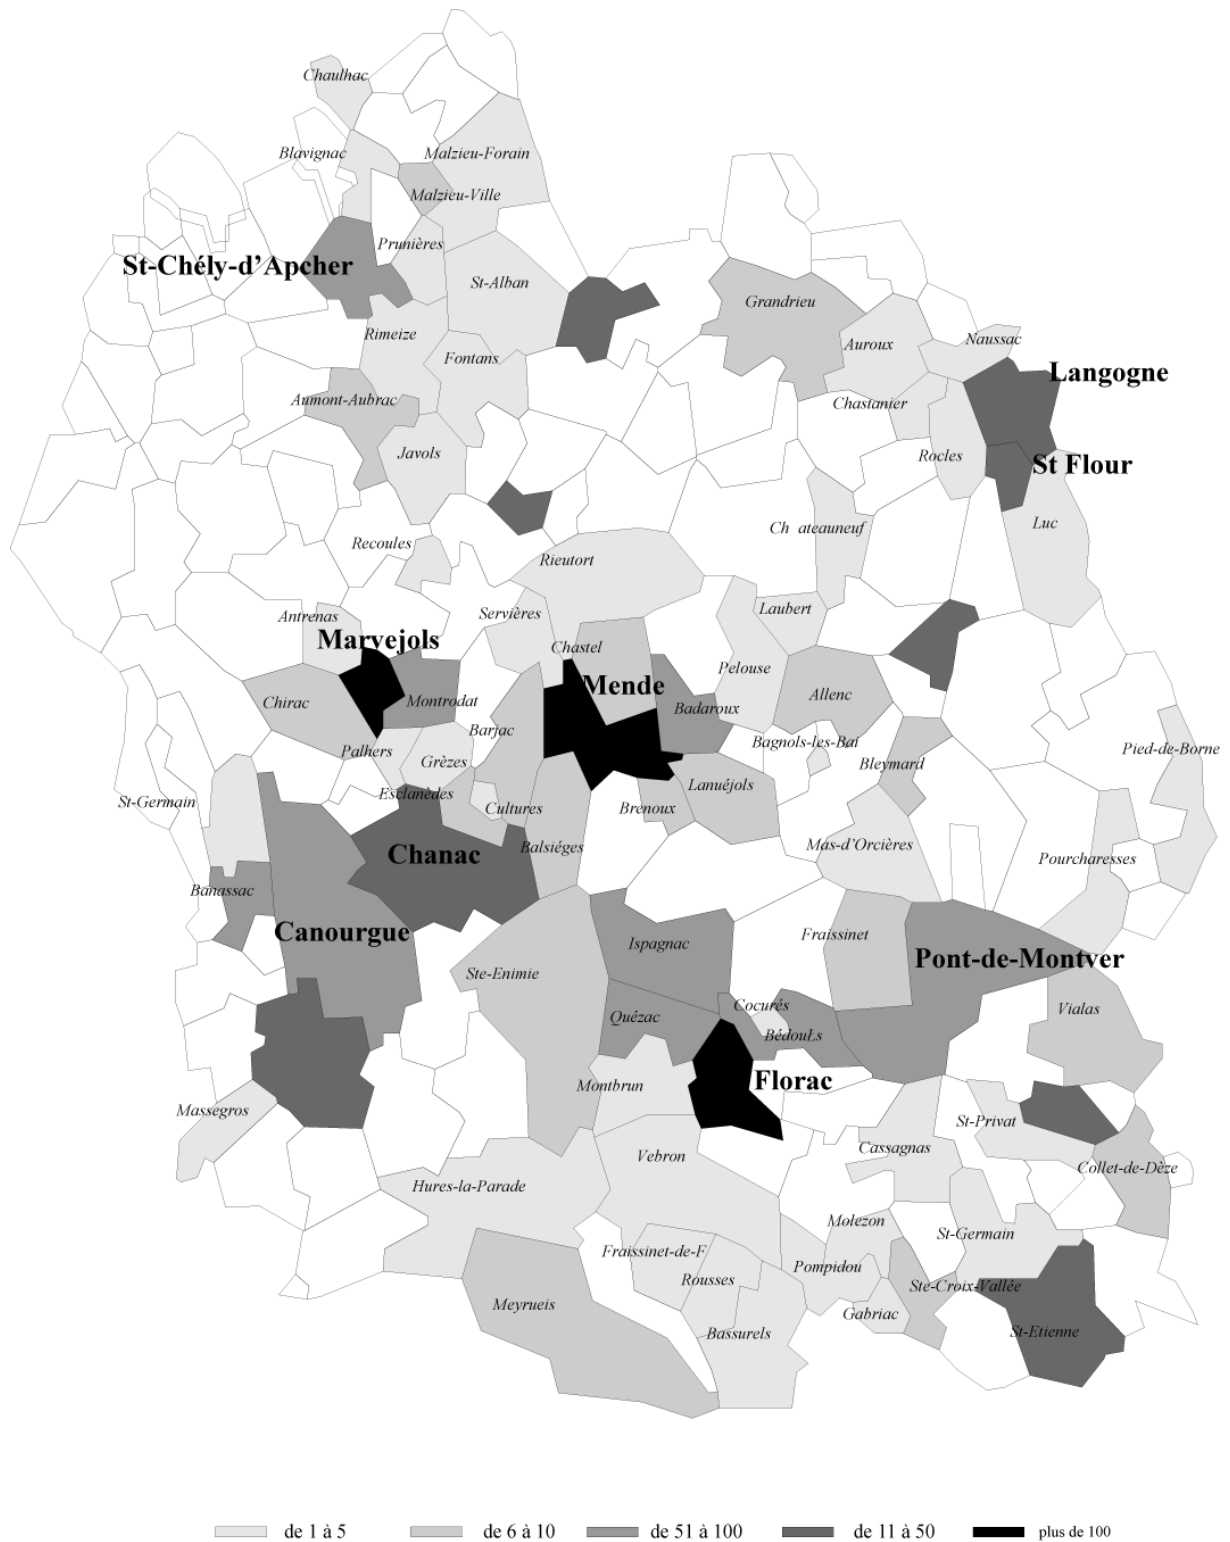 Chaulhac
Blavignac
Malzieu-Forain
Malzieu-Ville
Prunières
St-Chély-d’Apcher
St-Alban
Grandrieu
Rimeize
Naussac
Auroux
Fontans
Langogne
Aumont-Aubrac
Chastanier
Javols
Rocles
St Flour
Luc
Ch ateauneuf
Recoules
Rieutort
Laubert
Antrenas
Servières
Marvejols
Chastel
Pelouse
Mende
Allenc
Chirac
Montrodat
Badaroux
Barjac
Bagnols-les-Bai
Pied-de-Borne
Palhers
Grèzes
Bleymard
Lanuéjols
Esclanèdes
St-Germain
Cultures
Brenoux
Mas-d’Orcières
Balsiéges
Chanac
Pourcharesses
Banassac
Canourgue
Fraissinet
Ispagnac
Pont-de-Montver
Ste-Enimie
Cocurés
Vialas
Quézac
BédouŁs
Florac
Montbrun
Massegros
St-Privat
Cassagnas
Vebron
Collet-de-Dèze
Hures-la-Parade
Molezon
St-Germain
Fraissinet-de-F
Pompidou
Rousses
Ste-Croix-Vallée
Meyrueis
Gabriac
Bassurels
St-Etienne
de 1 à 5 de 6 à 10 de 51 à 100 de 11 à 50 plus de 100